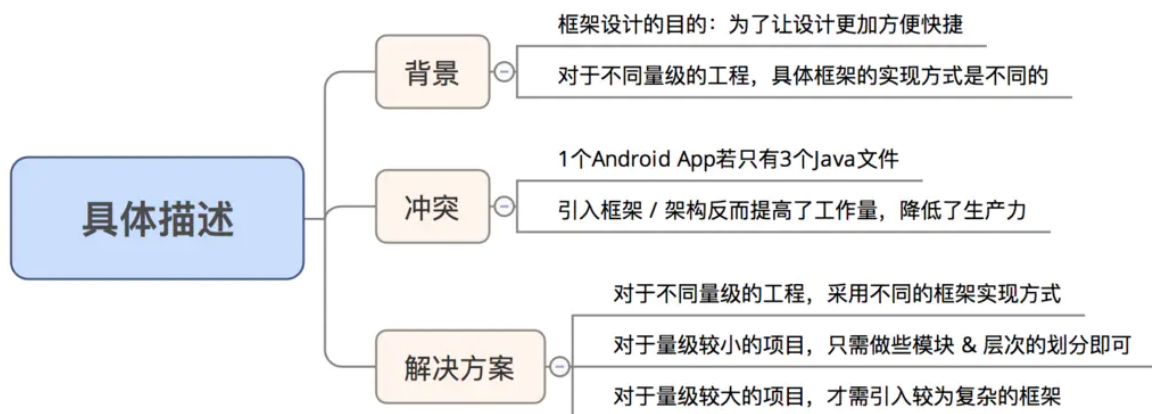 具体描述
背景
框架设计的目的：为了让设计更加方便快捷
对于不同量级的工程，具体框架的实现方式是不同的
冲突
1个Android App若只有3个Java文件
引入框架 / 架构反而提高了工作量，降低了生产力
解决方案
对于不同量级的工程，采用不同的框架实现方式
对于量级较小的项目，只需做些模块 & 层次的划分即可
对于量级较大的项目，才需引入较为复杂的框架